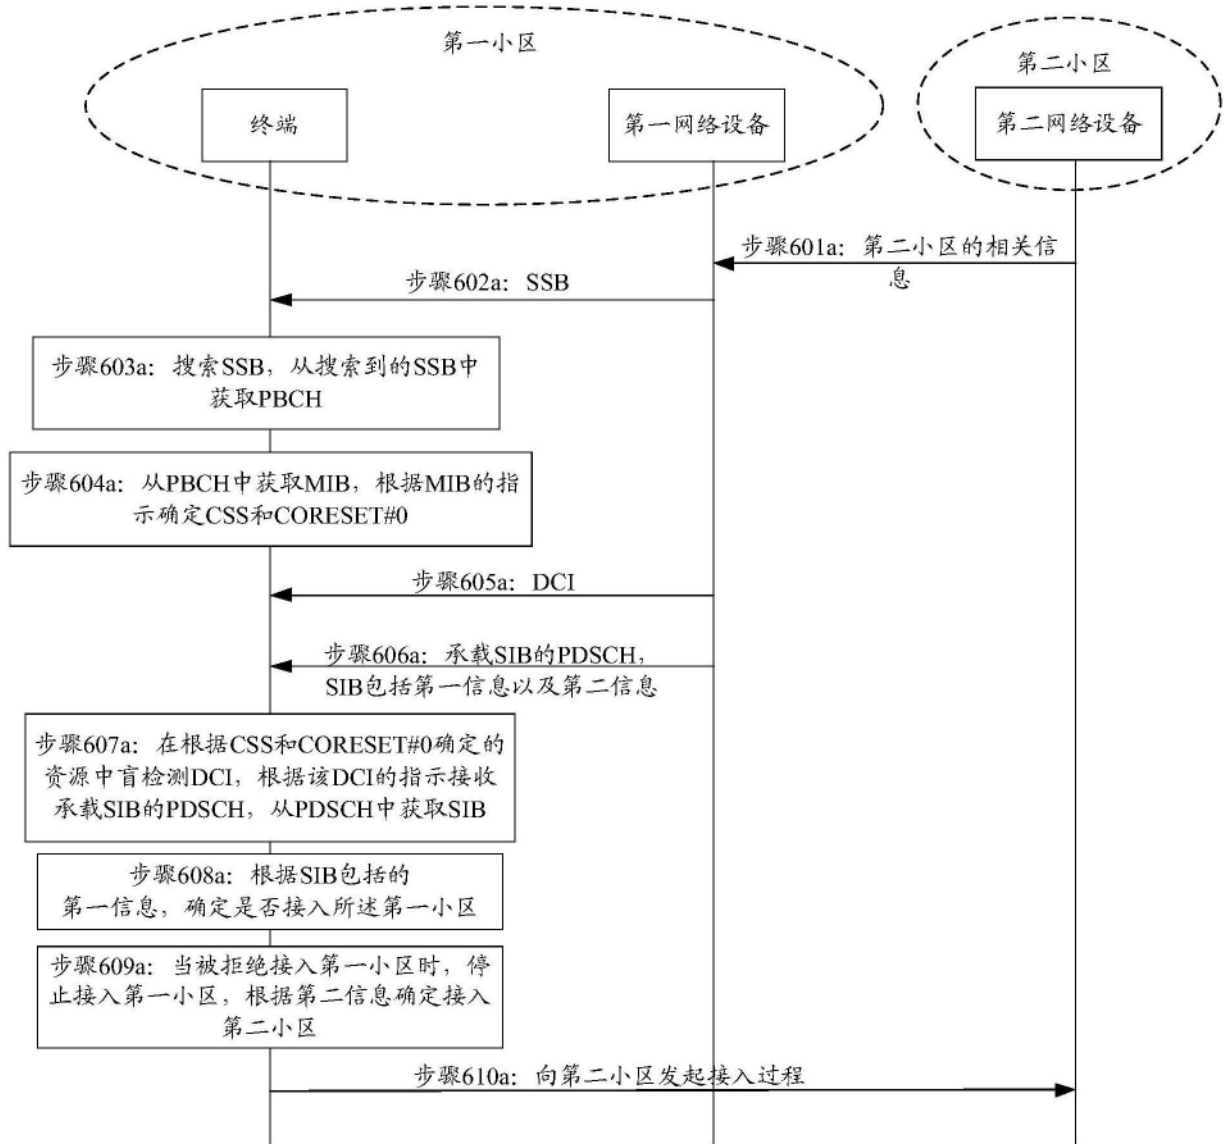 第一小区
第二小区
终端
第一网络设备
第二网络设备
步骤601a：第二小区的相关信
息
步骤602a：SSB
步骤603a：搜索SSB，从搜索到的SSB中
获取PBCH
步骤604a：从PBCH中获取MIB，根据MIB的指
示确定CSS和CORESET#0
步骤605a：DCI
步骤606a：承载SIB的PDSCH，
SIB包括第一信息以及第二信息
步骤607a：在根据CSS和CORESET#0确定的
资源中盲检测DCI，根据该DCI的指示接收
承载SIB的PDSCH，从PDSCH中获取SIB
步骤608a：根据SIB包括的
第一信息，确定是否接入所述第一小区
步骤609a：当被拒绝接入第一小区时，停
止接入第一小区，根据第二信息确定接入
第二小区
步骤610a：向第二小区发起接入过程